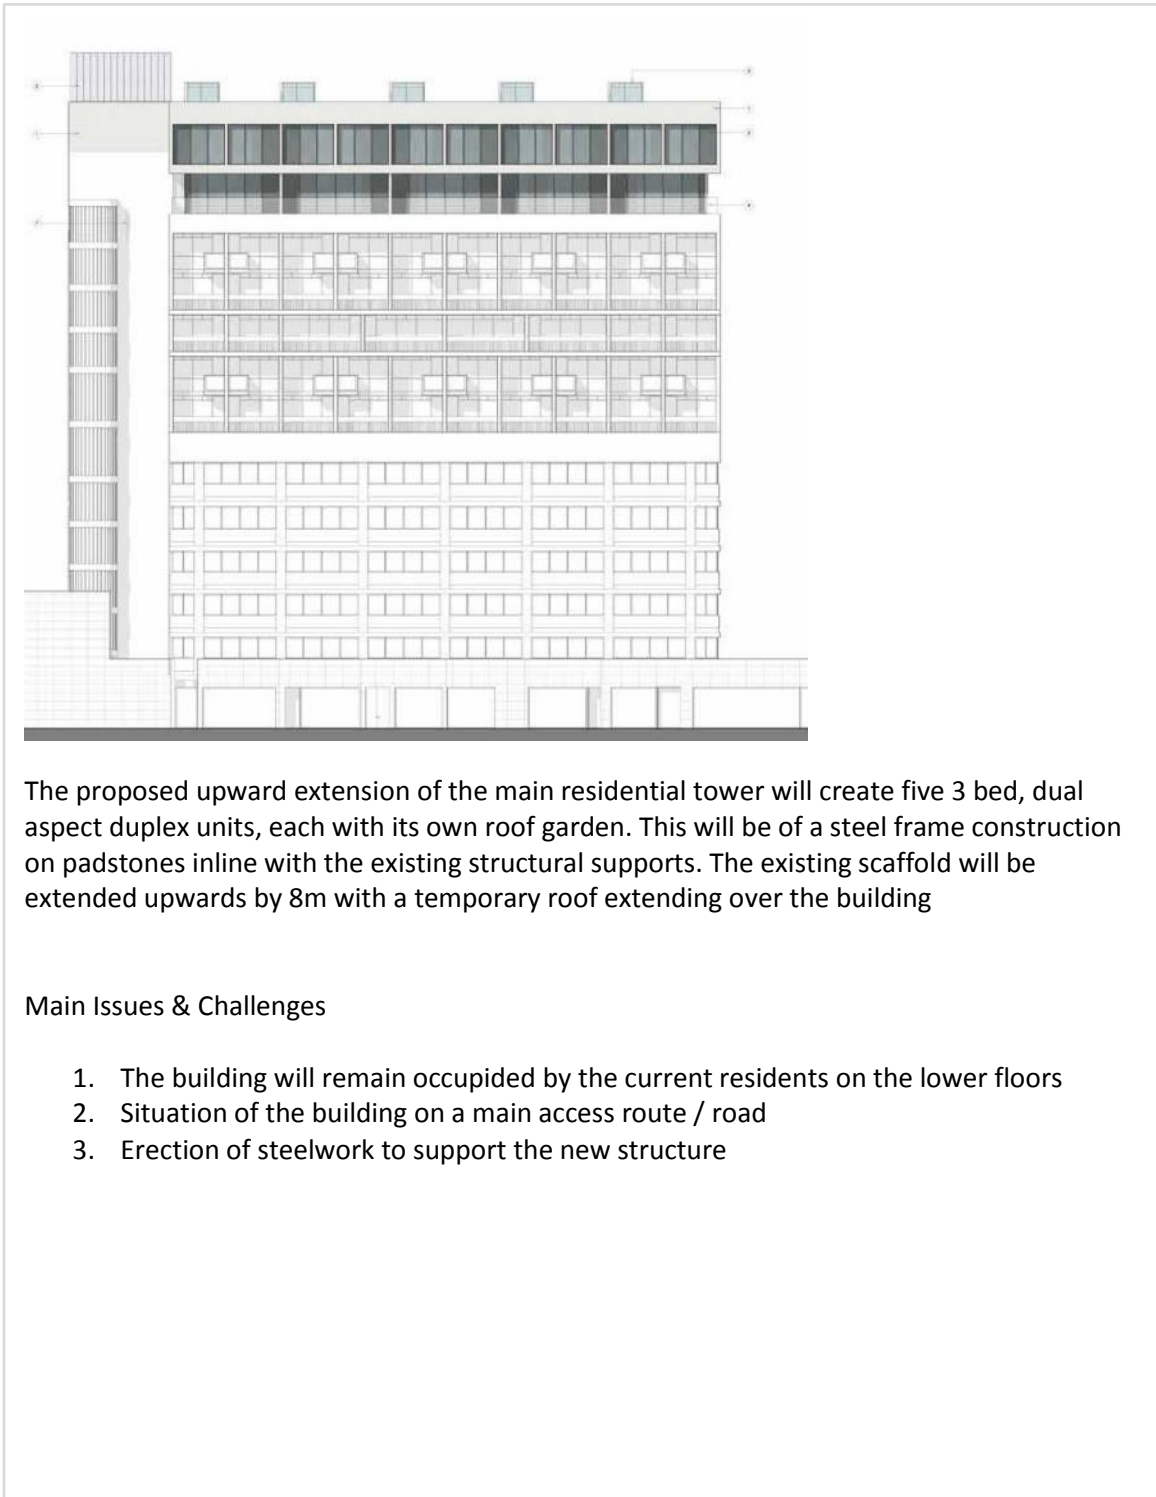 The proposed upward extension of the main residential tower will create five 3 bed, dual
aspect duplex units, each with its own roof garden. This will be of a steel frame construction
on padstones inline with the existing structural supports. The existing scaffold will be
extended upwards by 8m with a temporary roof extending over the building
Main Issues & Challenges
1. The building will remain occupided by the current residents on the lower floors
2. Situation of the building on a main access route / road
3. Erection of steelwork to support the new structure